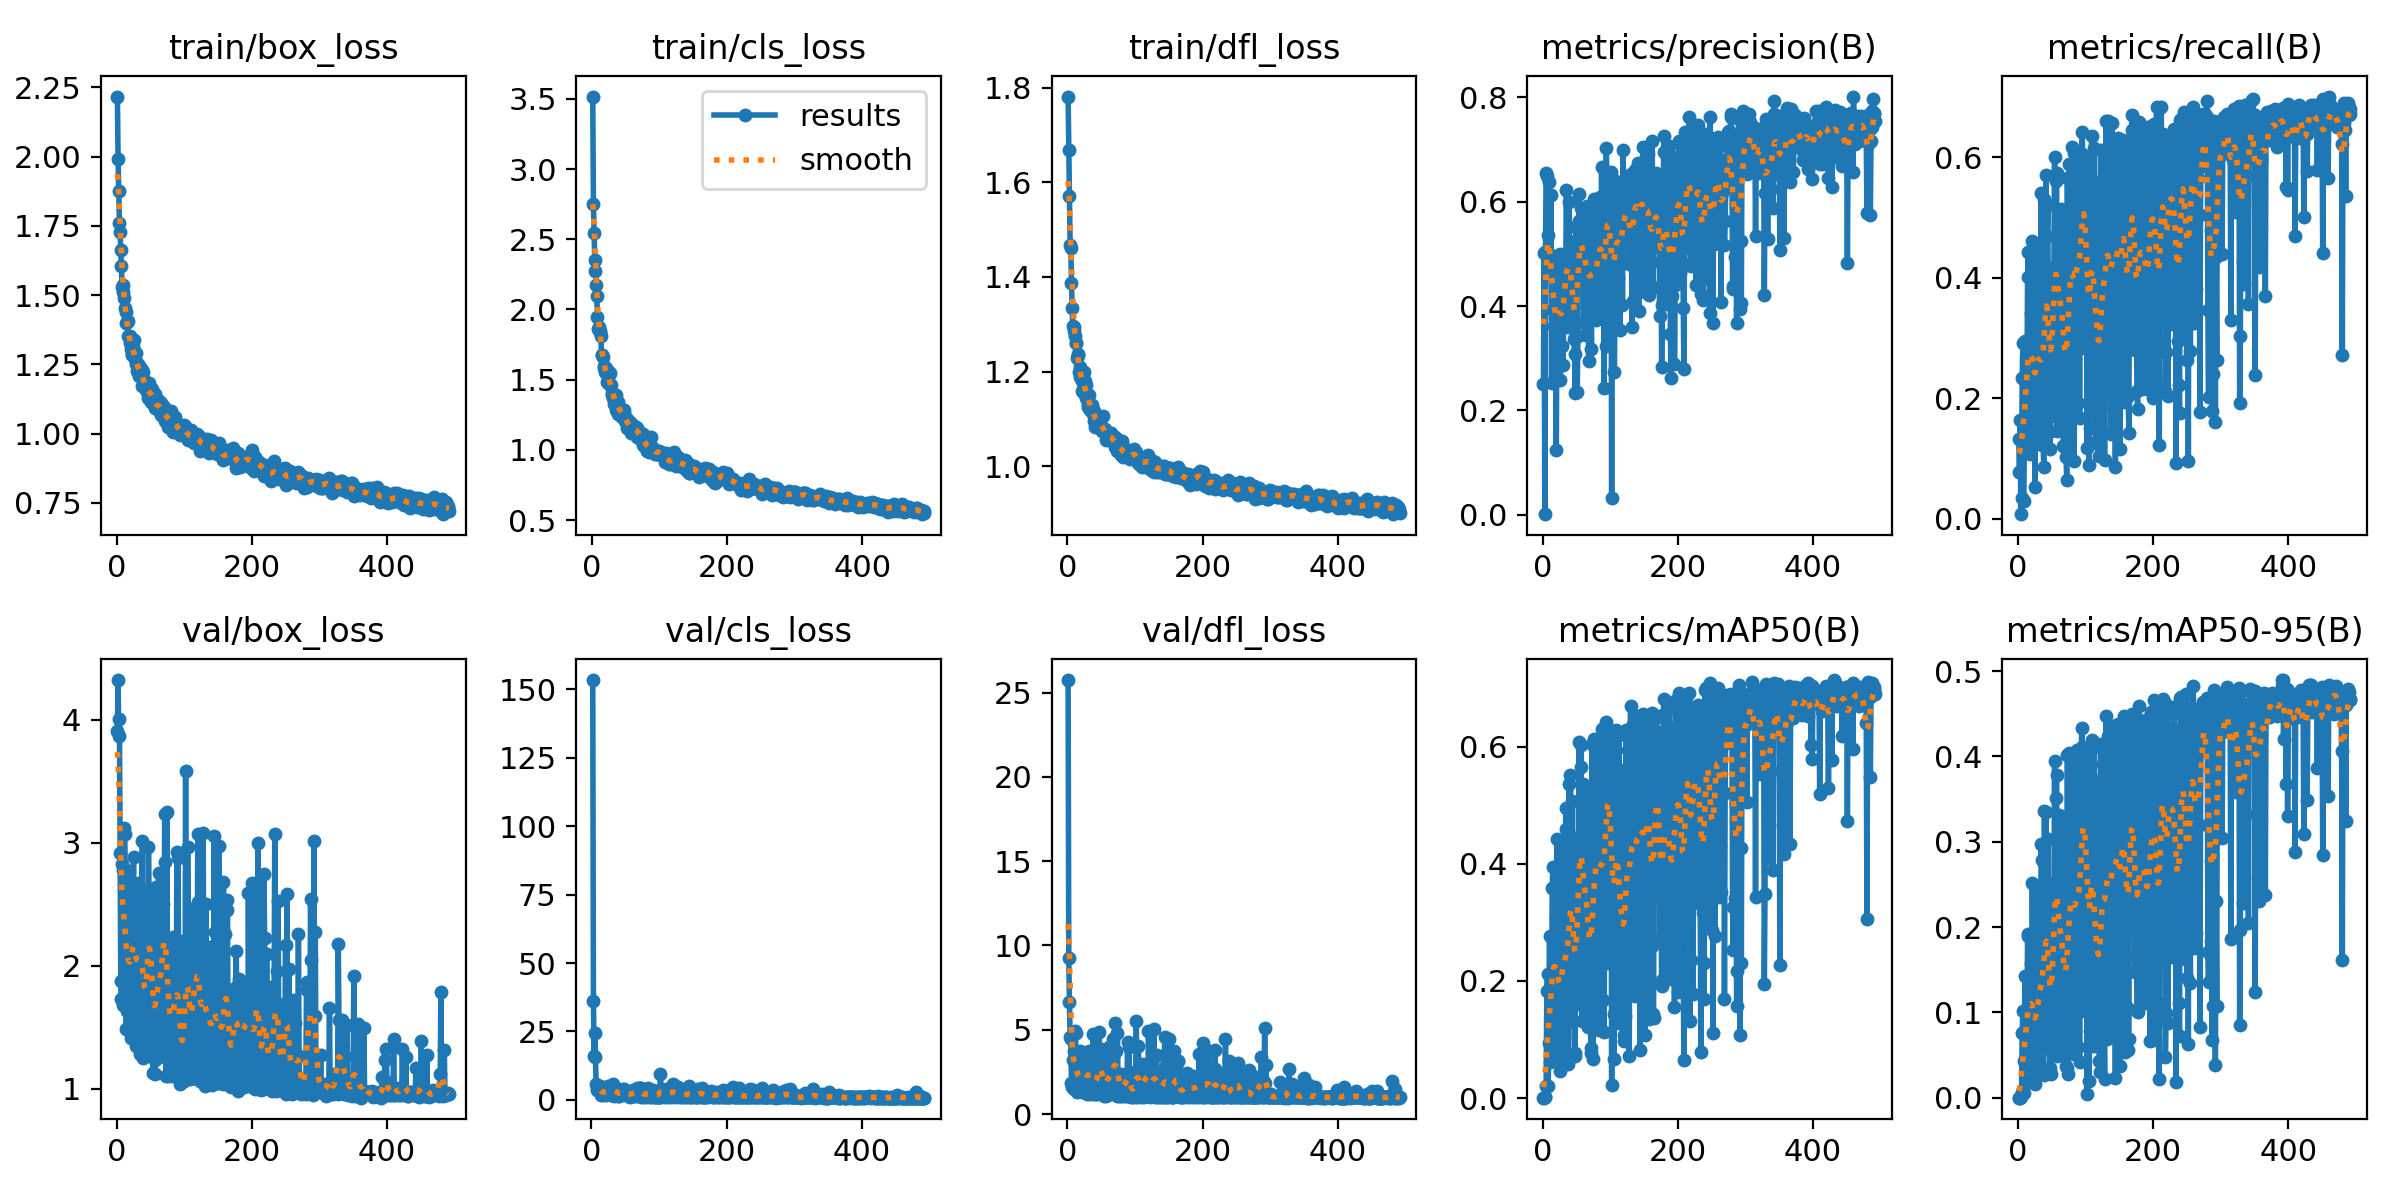 train/box_loss
2.25
2.00
1.75
1.50
1.25
1.00
0.75
0 200 400
train/cls_loss
results
smooth
3.5
3.0
2.5
2.0
1.5
1.0
0.5
0 200 400
train/dfl_loss
1.8
1.6
1.4
1.2
1.0
0 200 400
metrics/precision(B)
0.8
0.6
0.4
0.2
0.0
0 200 400
metrics/recall(B)
0.6
0.4
0.2
0.0
0 200 400
val/box_loss
4
3
2
1
0 200 400
val/cls_loss
150
125
100
75
50
25
0
0 200 400
val/dfl_loss
25
20
15
10
5
0
0 200 400
metrics/mAP50(B)
0.6
0.4
0.2
0.0
0 200 400
metrics/mAP50-95(B)
0.5
0.4
0.3
0.2
0.1
0.0
0 200 400